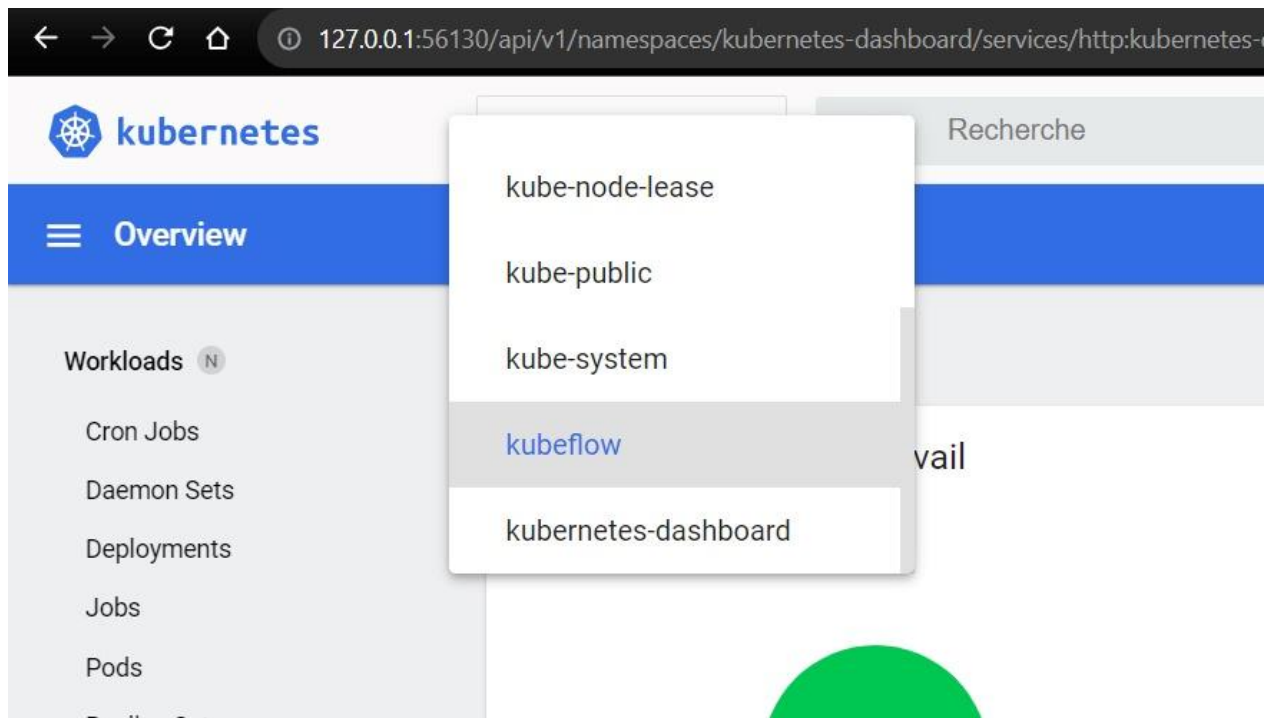 127.0.0.1:56130/api/v1/namespaces/kubernetes-dashboard/services/http:kubernetes-
kubernetes
Recherche
kube-node-lease
Overview
kube-public
kube-system
Workloads N
Cron Jobs
kubeflow
vail
Daemon Sets
kubernetes-dashboard
Deployments
Jobs
Pods